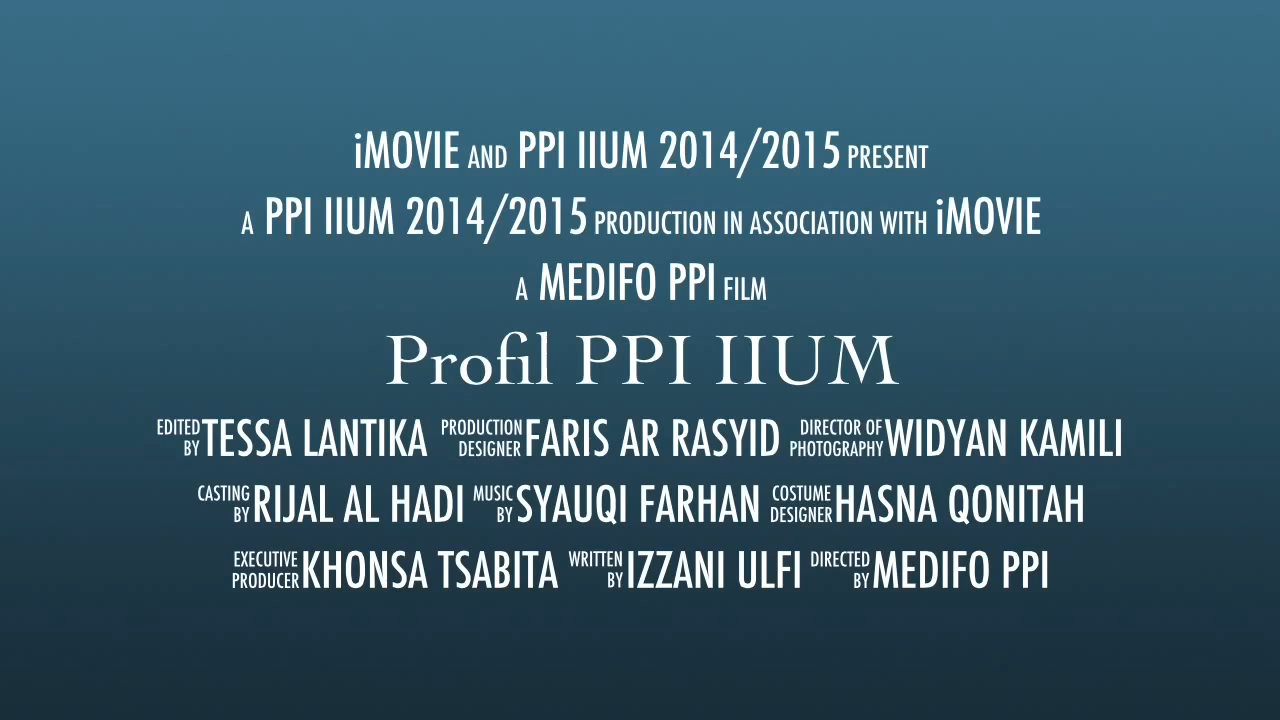 iMOVIE AND PPI IIUM 2014/2015 PRESENT
A PPI IIUM 2014/2015 PRODUCTION IN ASSOCIATION WITH iMOVIE
A MEDIFO PPI FILM
Profil PPI IIUM
EDITED BY TESSA LANTIKA PRODUCTION DESIGNER FARIS AR RASYID DIRECTOR OF PHOTOGRAPHY WIDYAN KAMILI
CASTING BY RIJAL AL HADI MUSIC BY SYAUQI FARHAN COSTUME DESIGNER HASNA QONITAH
EXECUTIVE PRODUCER KHONSA TSABITA WRITTEN BY IZZANI ULFI DIRECTED BY MEDIFO PPI